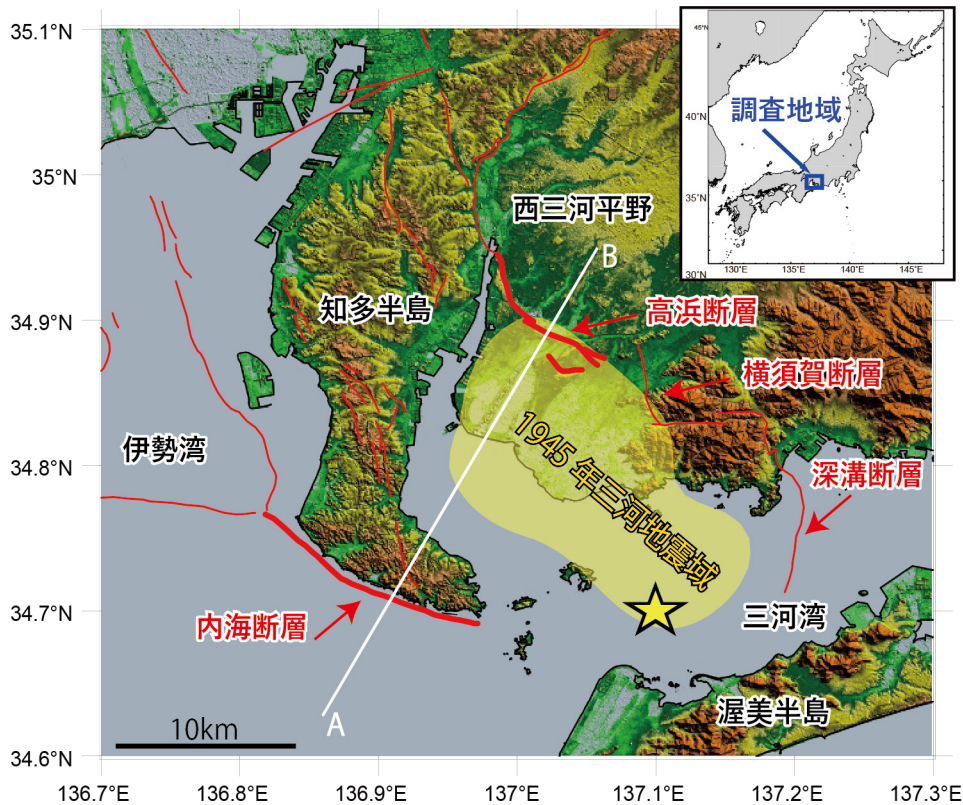 35.1°N
35°N
34.9°N
34.8°N
34.7°N
34.6°N
136.7°E
136.8°E
136.9°E
137°E
137.1°E
137.2°E
137.3°E
45°N
40°N
35°N
30°N
130°E
135°E
140°E
145°E
調査地域
西三河平野
B
知多半島
高浜断層
横須賀断層
伊勢湾
1945 年三河地震域
深溝断層
内海断層
三河湾
渥美半島
A
10km